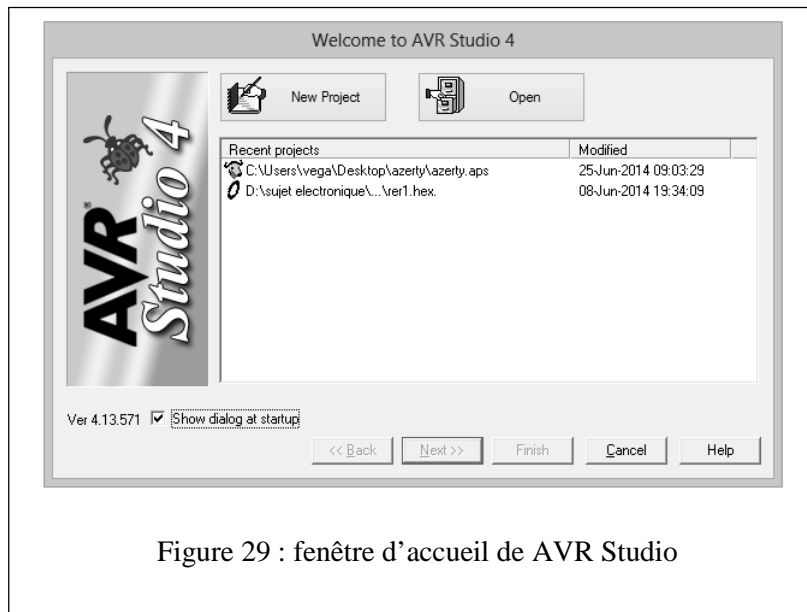 Welcome to AVR Studio 4
AVR® Studio 4
New Project
Open
Recent projects Modified
C:\Users\vega\Desktop\azerty\azerty.aps 25-Jun-2014 09:03:29
D:\sujet electronique\...\rer1.hex. 08-Jun-2014 19:34:09
Ver 4.13.571 Show dialog at startup
<< Back Next >> Finish Cancel Help
Figure 29 : fenêtre d’accueil de AVR Studio